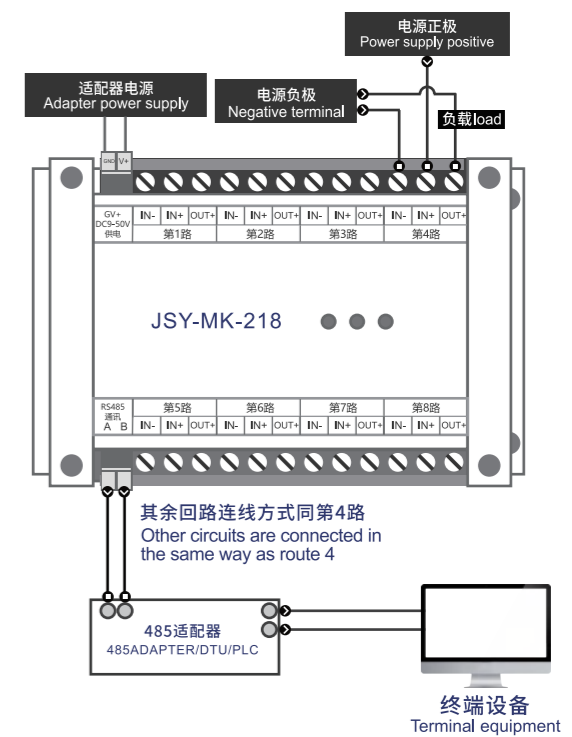 电源正极
Power supply positive
适配器电源
Adapter power supply
电源负极
Negative terminal
负载load
GND V+
GV+
DC9-50V
供电
IN- IN+ OUT+ IN- IN+ OUT+ IN- IN+ OUT+ IN- IN+ OUT+
第1路 第2路 第3路 第4路
JSY-MK-218
RS485
通讯
A B
第5路 第6路 第7路 第8路
IN- IN+ OUT+ IN- IN+ OUT+ IN- IN+ OUT+ IN- IN+ OUT+
其余回路连线方式同第4路
Other circuits are connected in
the same way as route 4
485适配器
485ADAPTER/DTU/PLC
终端设备
Terminal equipment